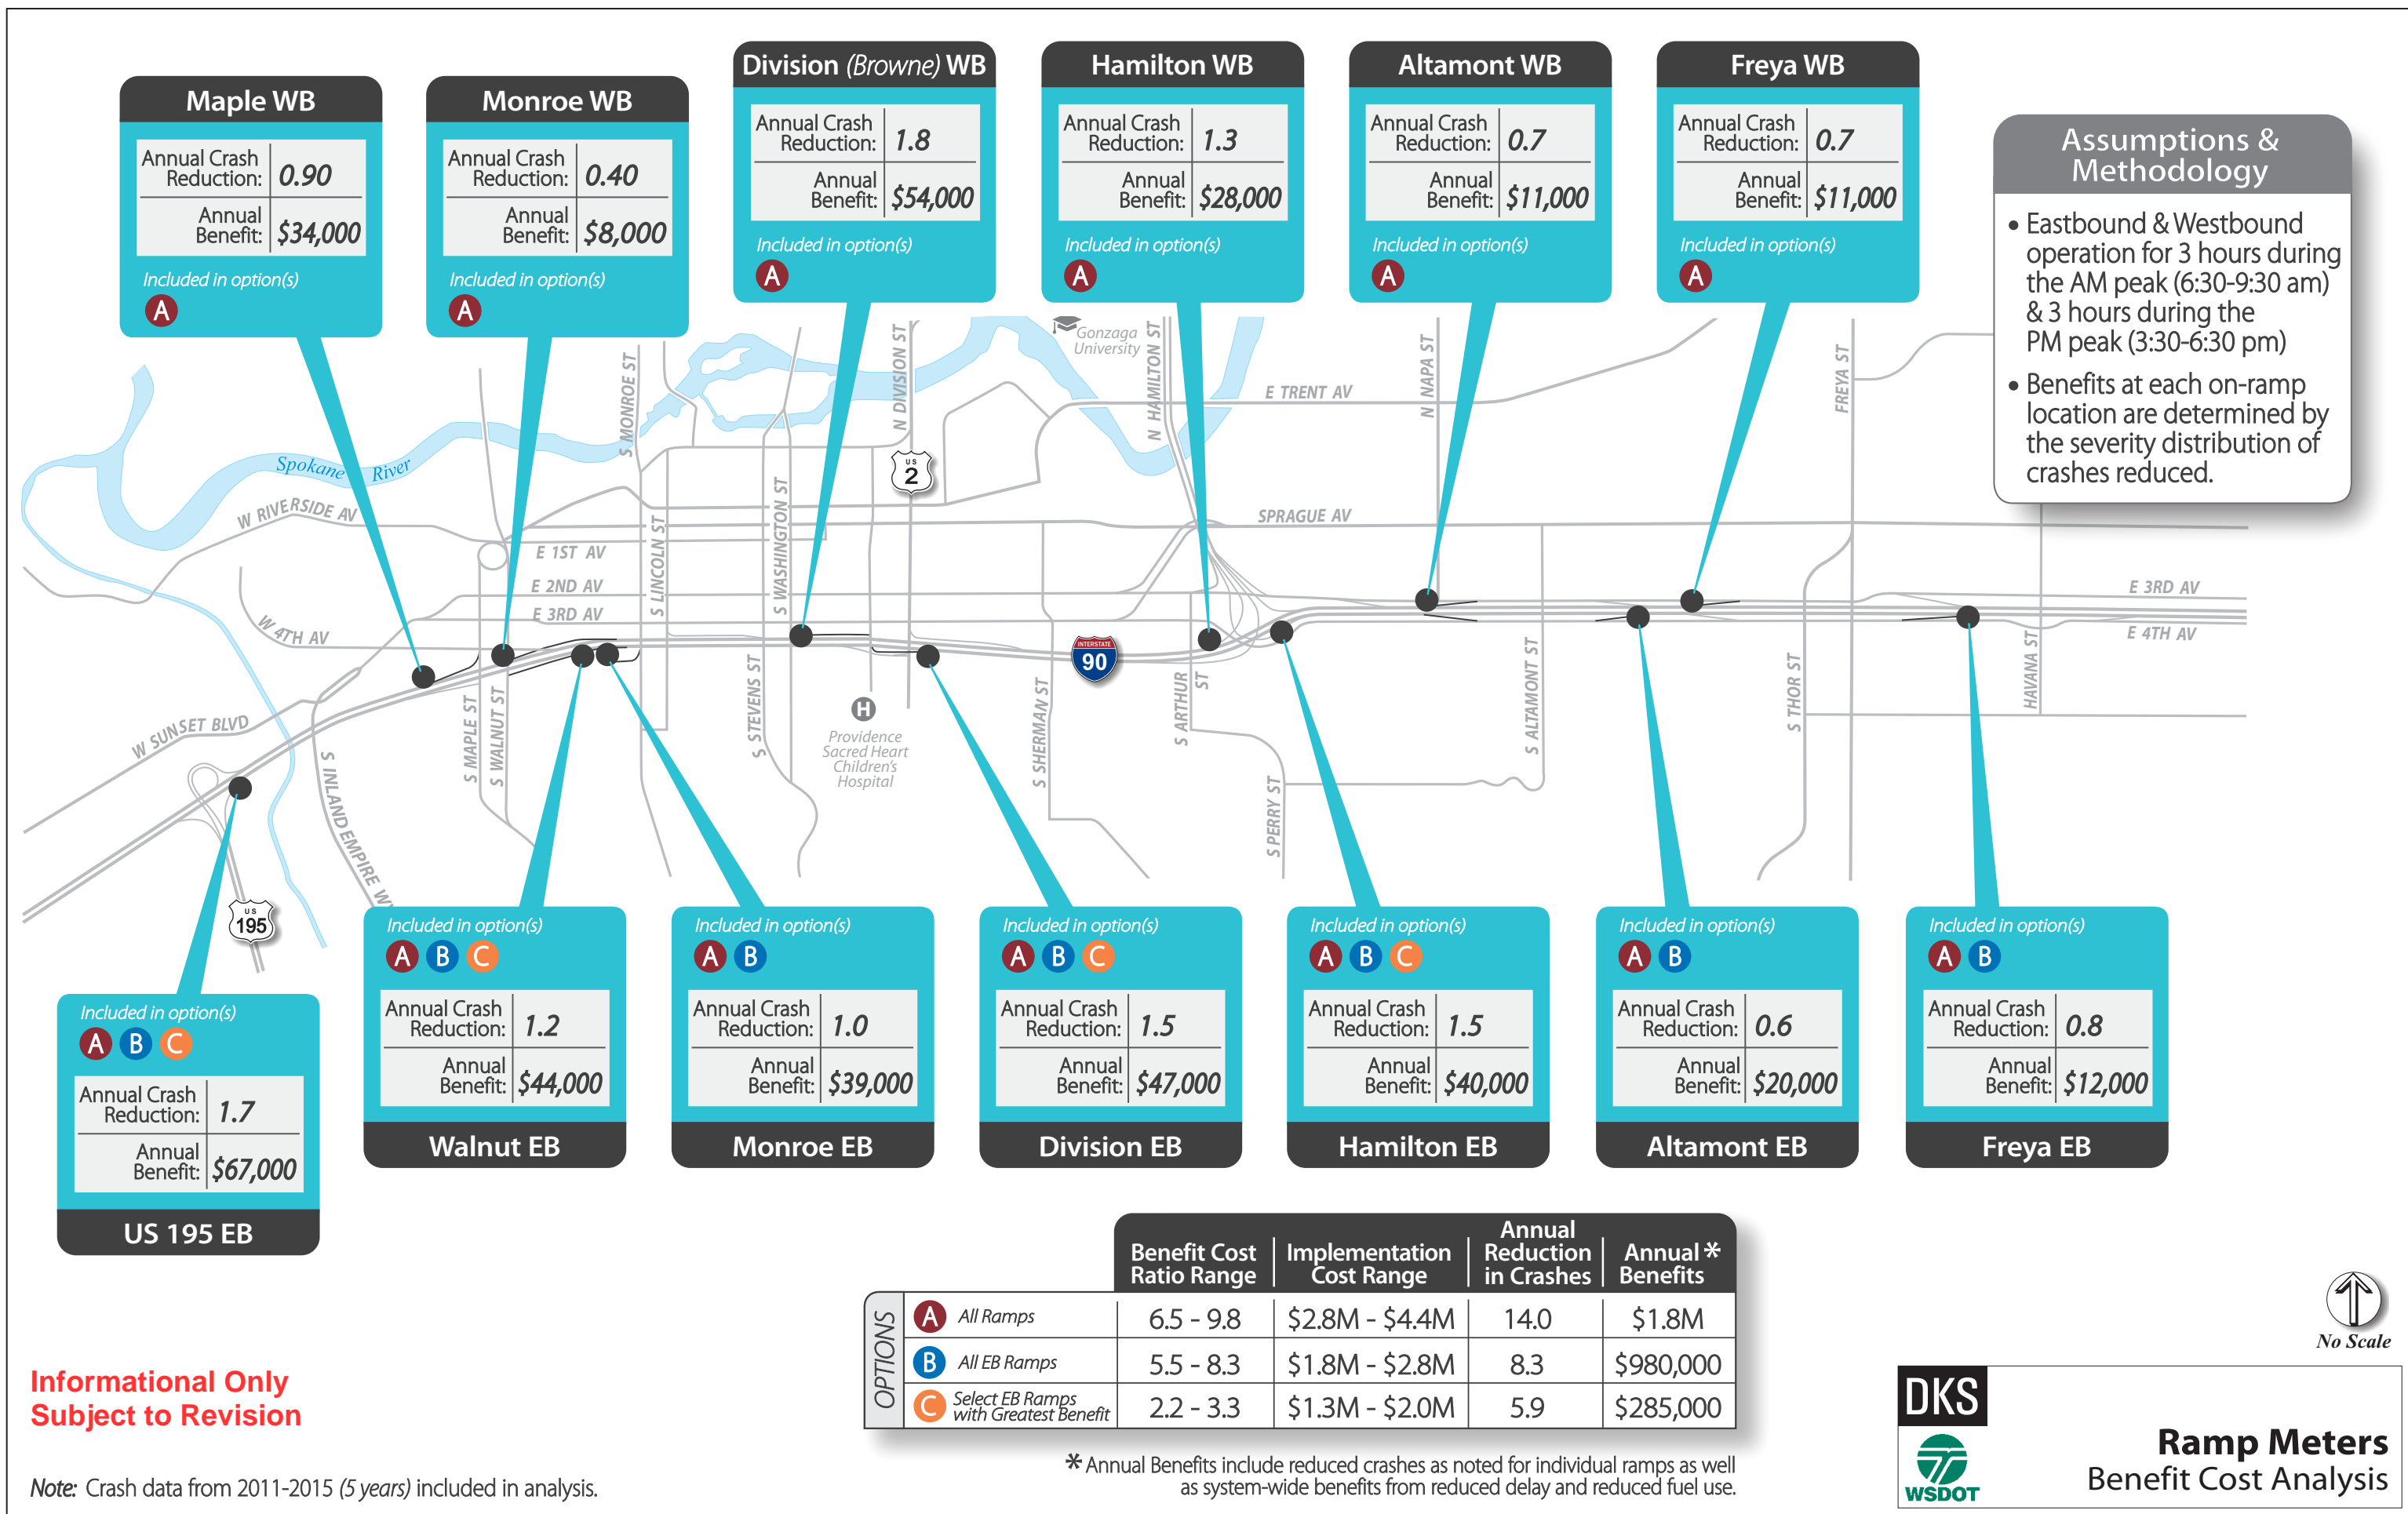 Maple WB
Annual Crash
Reduction:
0.90
Annual
Benefit:
$34,000
Included in option(s)
A
Monroe WB
Annual Crash
Reduction:
0.40
Annual
Benefit:
$8,000
Included in option(s)
A
Division (Browne) WB
Annual Crash
Reduction:
1.8
Annual
Benefit:
$54,000
Included in option(s)
A
Hamilton WB
Annual Crash
Reduction:
1.3
Annual
Benefit:
$28,000
Included in option(s)
A
Altamont WB
Annual Crash
Reduction:
0.7
Annual
Benefit:
$11,000
Included in option(s)
A
Freya WB
Annual Crash
Reduction:
0.7
Annual
Benefit:
$11,000
Included in option(s)
A
Assumptions &
Methodology
• Eastbound & Westbound
operation for 3 hours during
the AM peak (6:30-9:30 am)
& 3 hours during the
PM peak (3:30-6:30 pm)
• Benefits at each on-ramp
location are determined by
the severity distribution of
crashes reduced.
Gonzaga
University
S MONROE ST
N DIVISION ST
N HAMILTON ST
E TRENT AV
N NAPA ST
FREYA ST
Spokane River
US
2
W RIVERSIDE AV
SPRAGUE AV
E 1ST AV
S LINCOLN ST
S WASHINGTON ST
E 2ND AV
E 3RD AV
W 4TH AV
E 3RD AV
E 4TH AV
INTERSTATE
90
W SUNSET BLVD
S INLAND EMPIRE WY
S MAPLE ST
S WALNUT ST
S STEVENS ST
H
Providence
Sacred Heart
Children's
Hospital
S SHERMAN ST
S ARTHUR
ST
S PERRY ST
S ALTAMONT ST
S THOR ST
HAVANA ST
US
195
Included in option(s)
A B C
Annual Crash
Reduction:
1.7
Annual
Benefit:
$67,000
US 195 EB
Included in option(s)
A B C
Annual Crash
Reduction:
1.2
Annual
Benefit:
$44,000
Walnut EB
Included in option(s)
A B
Annual Crash
Reduction:
1.0
Annual
Benefit:
$39,000
Monroe EB
Included in option(s)
A B C
Annual Crash
Reduction:
1.5
Annual
Benefit:
$47,000
Division EB
Included in option(s)
A B C
Annual Crash
Reduction:
1.5
Annual
Benefit:
$40,000
Hamilton EB
Included in option(s)
A B
Annual Crash
Reduction:
0.6
Annual
Benefit:
$20,000
Altamont EB
Included in option(s)
A B
Annual Crash
Reduction:
0.8
Annual
Benefit:
$12,000
Freya EB
Benefit Cost
Ratio Range
Implementation
Cost Range
Annual
Reduction
in Crashes
Annual *
Benefits
OPTIONS
A All Ramps 6.5 - 9.8 $2.8M - $4.4M 14.0 $1.8M
B All EB Ramps 5.5 - 8.3 $1.8M - $2.8M 8.3 $980,000
C Select EB Ramps
with Greatest Benefit
2.2 - 3.3 $1.3M - $2.0M 5.9 $285,000
* Annual Benefits include reduced crashes as noted for individual ramps as well
as system-wide benefits from reduced delay and reduced fuel use.
Informational Only
Subject to Revision
Note: Crash data from 2011-2015 (5 years) included in analysis.
No Scale
DKS
WSDOT
Ramp Meters
Benefit Cost Analysis